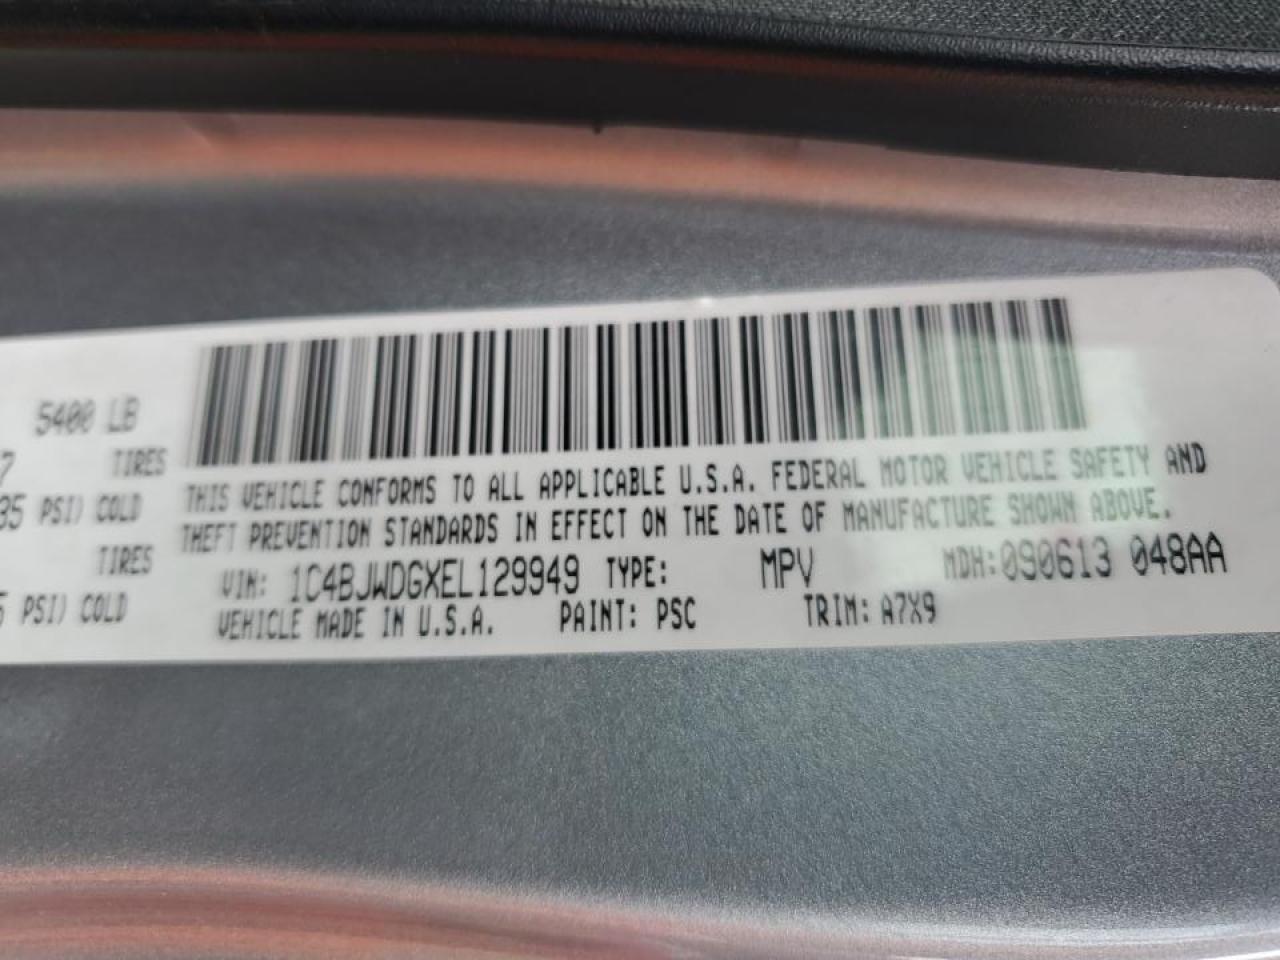 5400 LB
7 TIRES
35 PSI) COLD
TIRES
5 PSI) COLD
THIS VEHICLE CONFORMS TO ALL APPLICABLE U.S.A. FEDERAL MOTOR VEHICLE SAFETY AND
THEFT PREVENTION STANDARDS IN EFFECT ON THE DATE OF MANUFACTURE SHOWN ABOVE.
VIN: 1C4BJWDGXEL129949 TYPE: MPV MDH:090613 048AA
VEHICLE MADE IN U.S.A. PAINT: PSC TRIM: A7X9